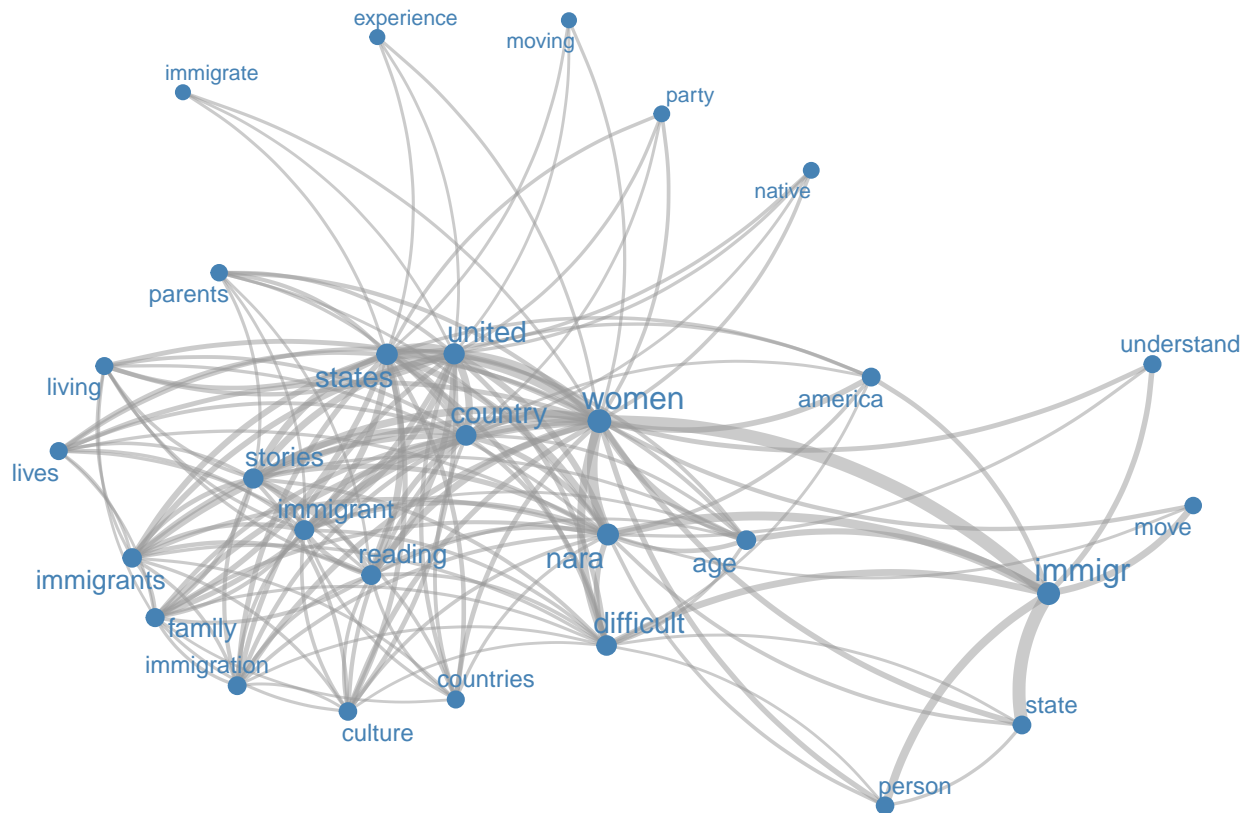 experience
moving
immigrate
party
native
parents
united
understand
states
living
women
america
country
stories
lives
immigrant
move
reading
nara
age
immigrants
immigr
difficult
family
immigration
countries
state
culture
person